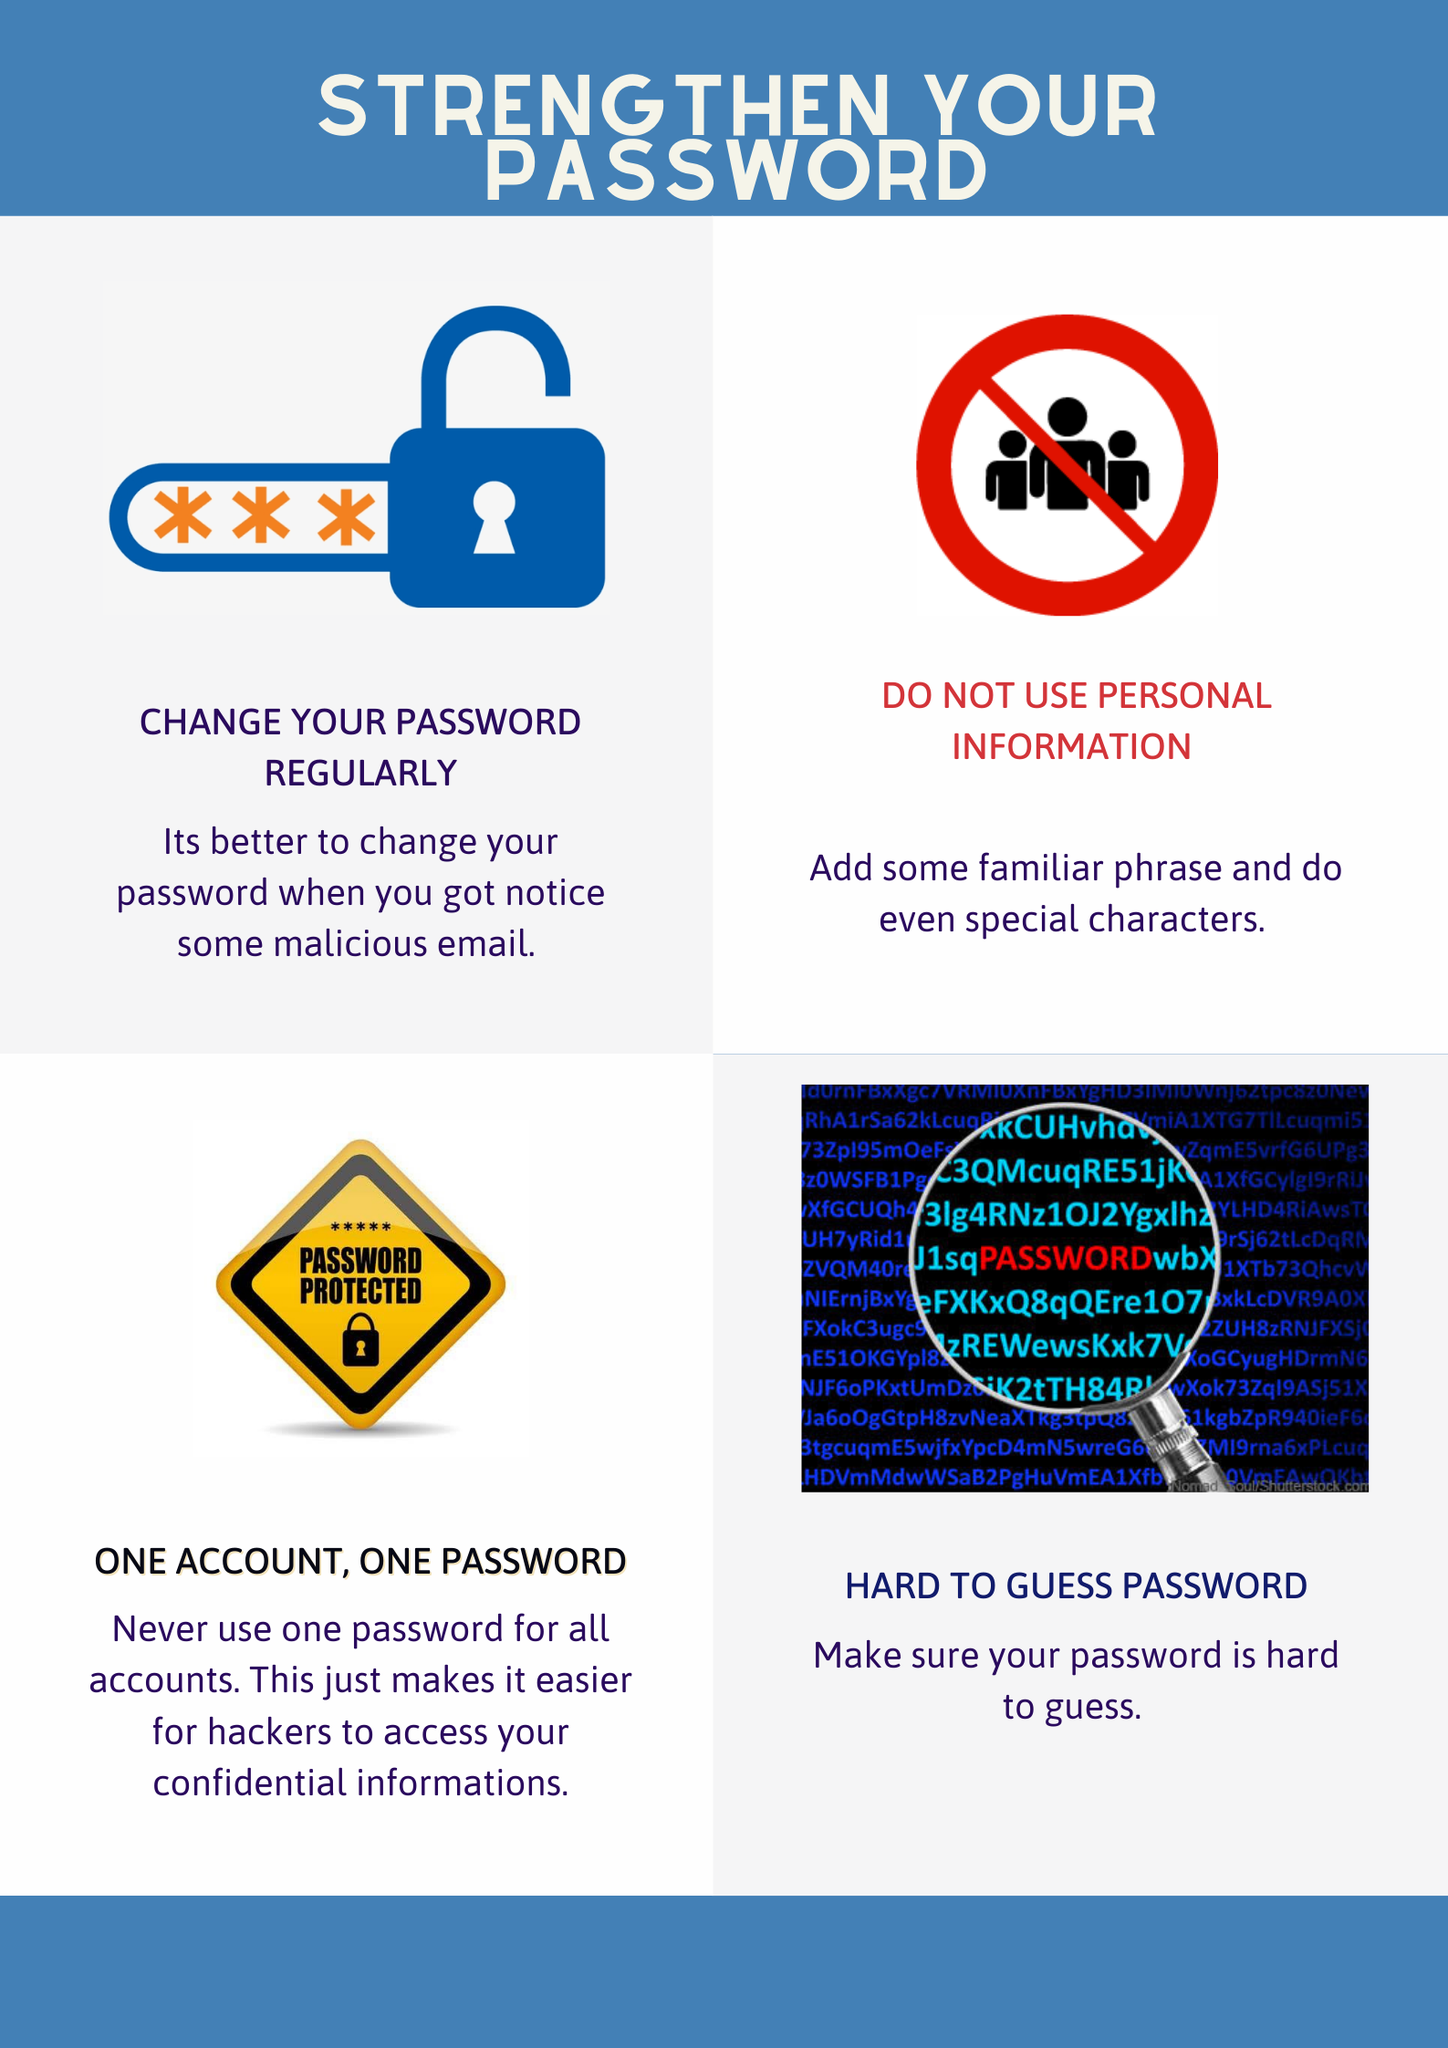 STRENGTHEN YOUR
PASSWORD
CHANGE YOUR PASSWORD
REGULARLY
Its better to change your
password when you got notice
some malicious email.
DO NOT USE PERSONAL
INFORMATION
Add some familiar phrase and do
even special characters.
*****
PASSWORD
PROTECTED
ONE ACCOUNT, ONE PASSWORD
Never use one password for all
accounts. This just makes it easier
for hackers to access your
confidential informations.
xkCUHvhdv
C3QMcuqRE51jK
3lg4RNz1OJ2Ygxlhz
J1sqPASSWORDwbX
eFXKxQ8qQEre1O7
zREWewsKxk7V
iK2tTH84R
Nomad_Soul/Shutterstock.com
HARD TO GUESS PASSWORD
Make sure your password is hard
to guess.